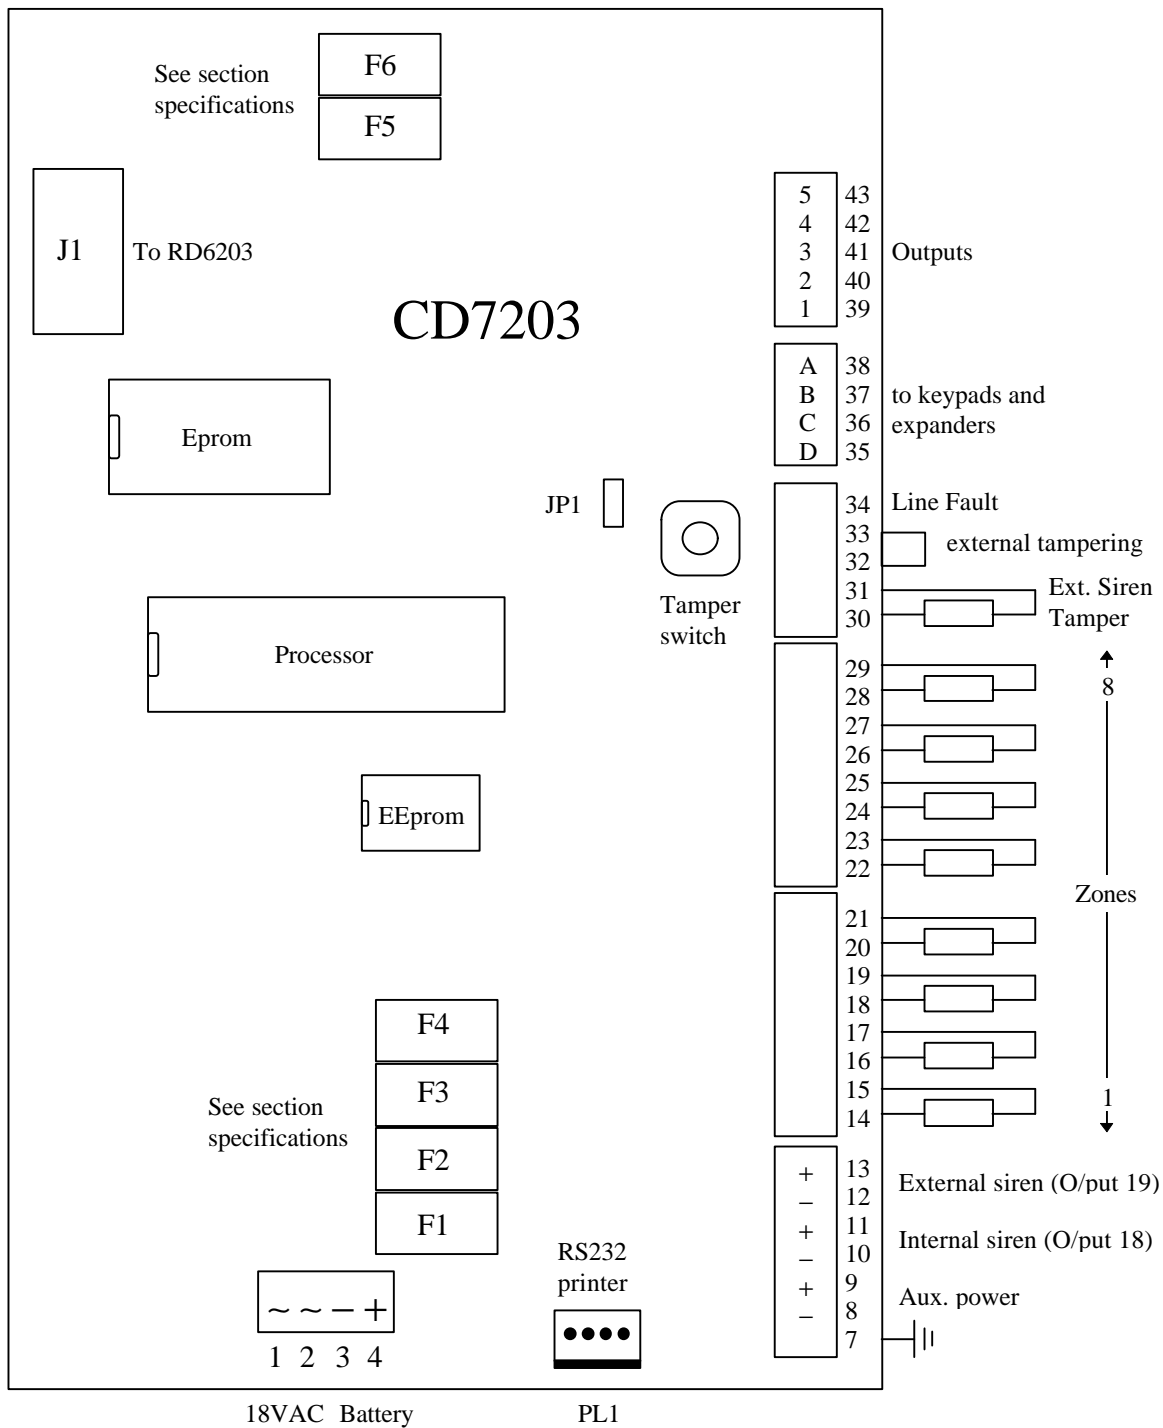 F6
See section
specifications
F5
5 43
4 42
J1 To RD6203
3 41 Outputs
2 40
1 39
CD7203
A 38
B 37 to keypads and
C 36 expanders
D 35
Eprom
JP1
34 Line Fault
33
32 external tampering
31 Ext. Siren
30 Tamper
Tamper
switch
Processor
29
28
8
27
26
25
24
EEprom
23
22
Zones
21
20
19
18
17
16
15
14
1
F4
F3
See section
specifications
F2
F1
+ 13
– 12
External siren (O/put 19)
+ 11
– 10
Internal siren (O/put 18)
+ 9
– 8
Aux. power
7
RS232
printer
~ ~ – +
1 2 3 4
18VAC Battery
PL1